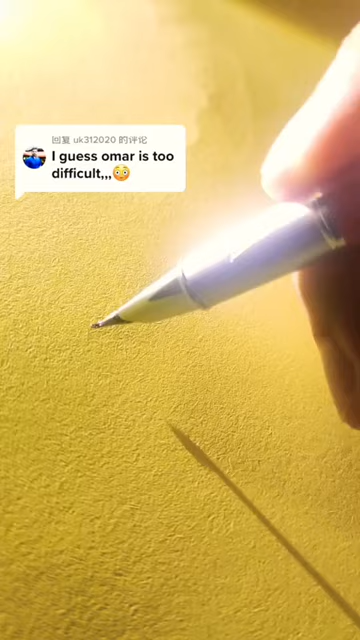 回复 uk312020 的评论
I guess omar is too
difficult,,,😳